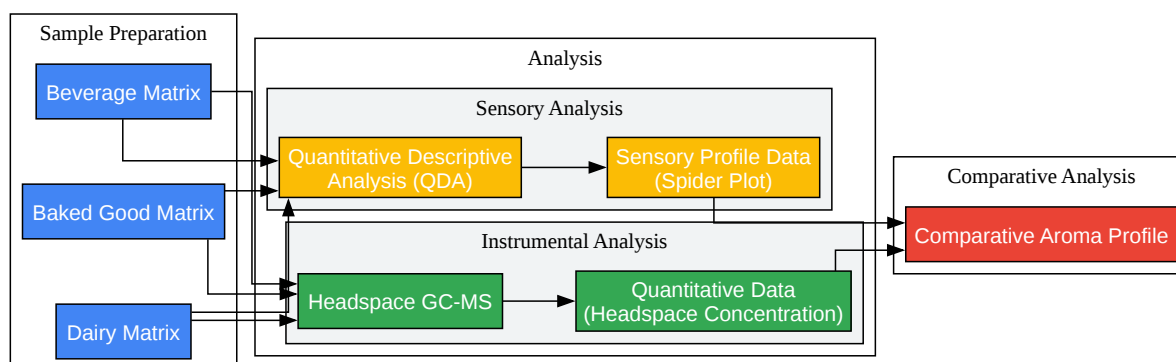 Sample Preparation
Beverage Matrix
Baked Good Matrix
Dairy Matrix
Analysis
Sensory Analysis
Quantitative Descriptive
Analysis (QDA)
Sensory Profile Data
(Spider Plot)
Instrumental Analysis
Headspace GC-MS
Quantitative Data
(Headspace Concentration)
Comparative Analysis
Comparative Aroma Profile